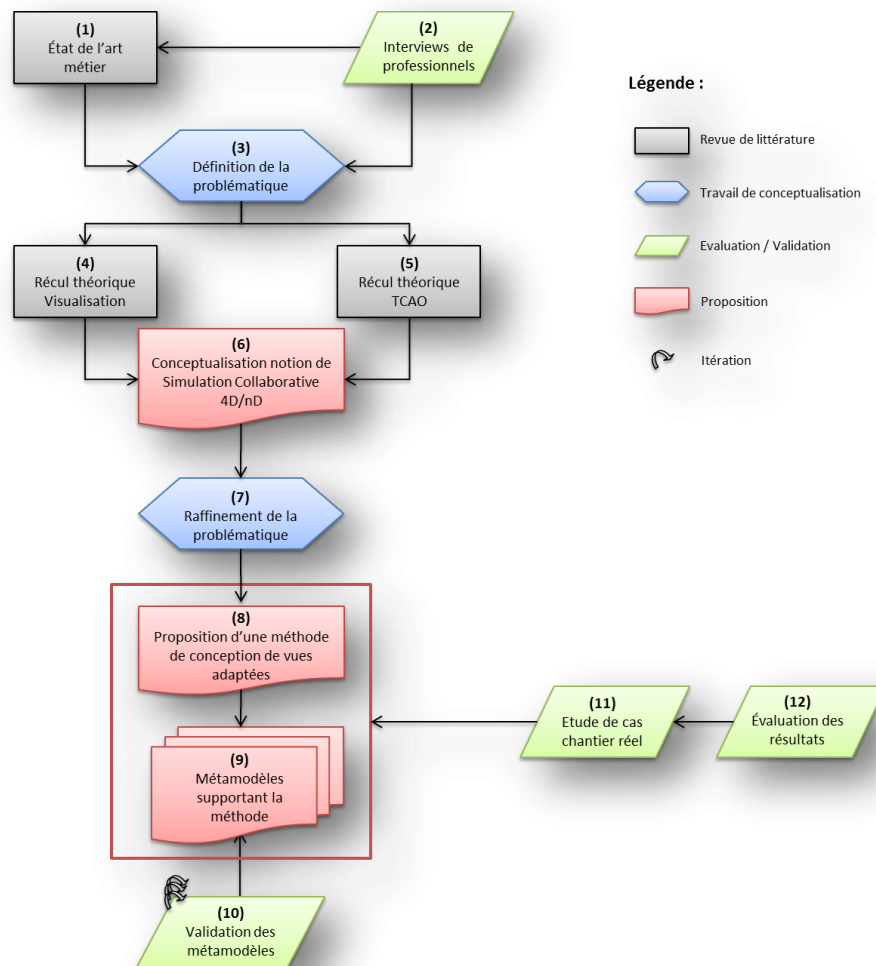 (1)
État de l'art
métier
(2)
Interviews de
professionnels
(3)
Définition de la
problématique
(4)
Récul théorique
Visualisation
(5)
Récul théorique
TCAO
(6)
Conceptualisation notion de
Simulation Collaborative
4D/nD
(7)
Raffinement de la
problématique
(8)
Proposition d'une méthode
de conception de vues
adaptées
(9)
Métamodèles
supportant la
méthode
(10)
Validation des
métamodèles
(11)
Etude de cas
chantier réel
(12)
Évaluation des
résultats
Légende :
Revue de littérature
Travail de conceptualisation
Evaluation / Validation
Proposition
Itération